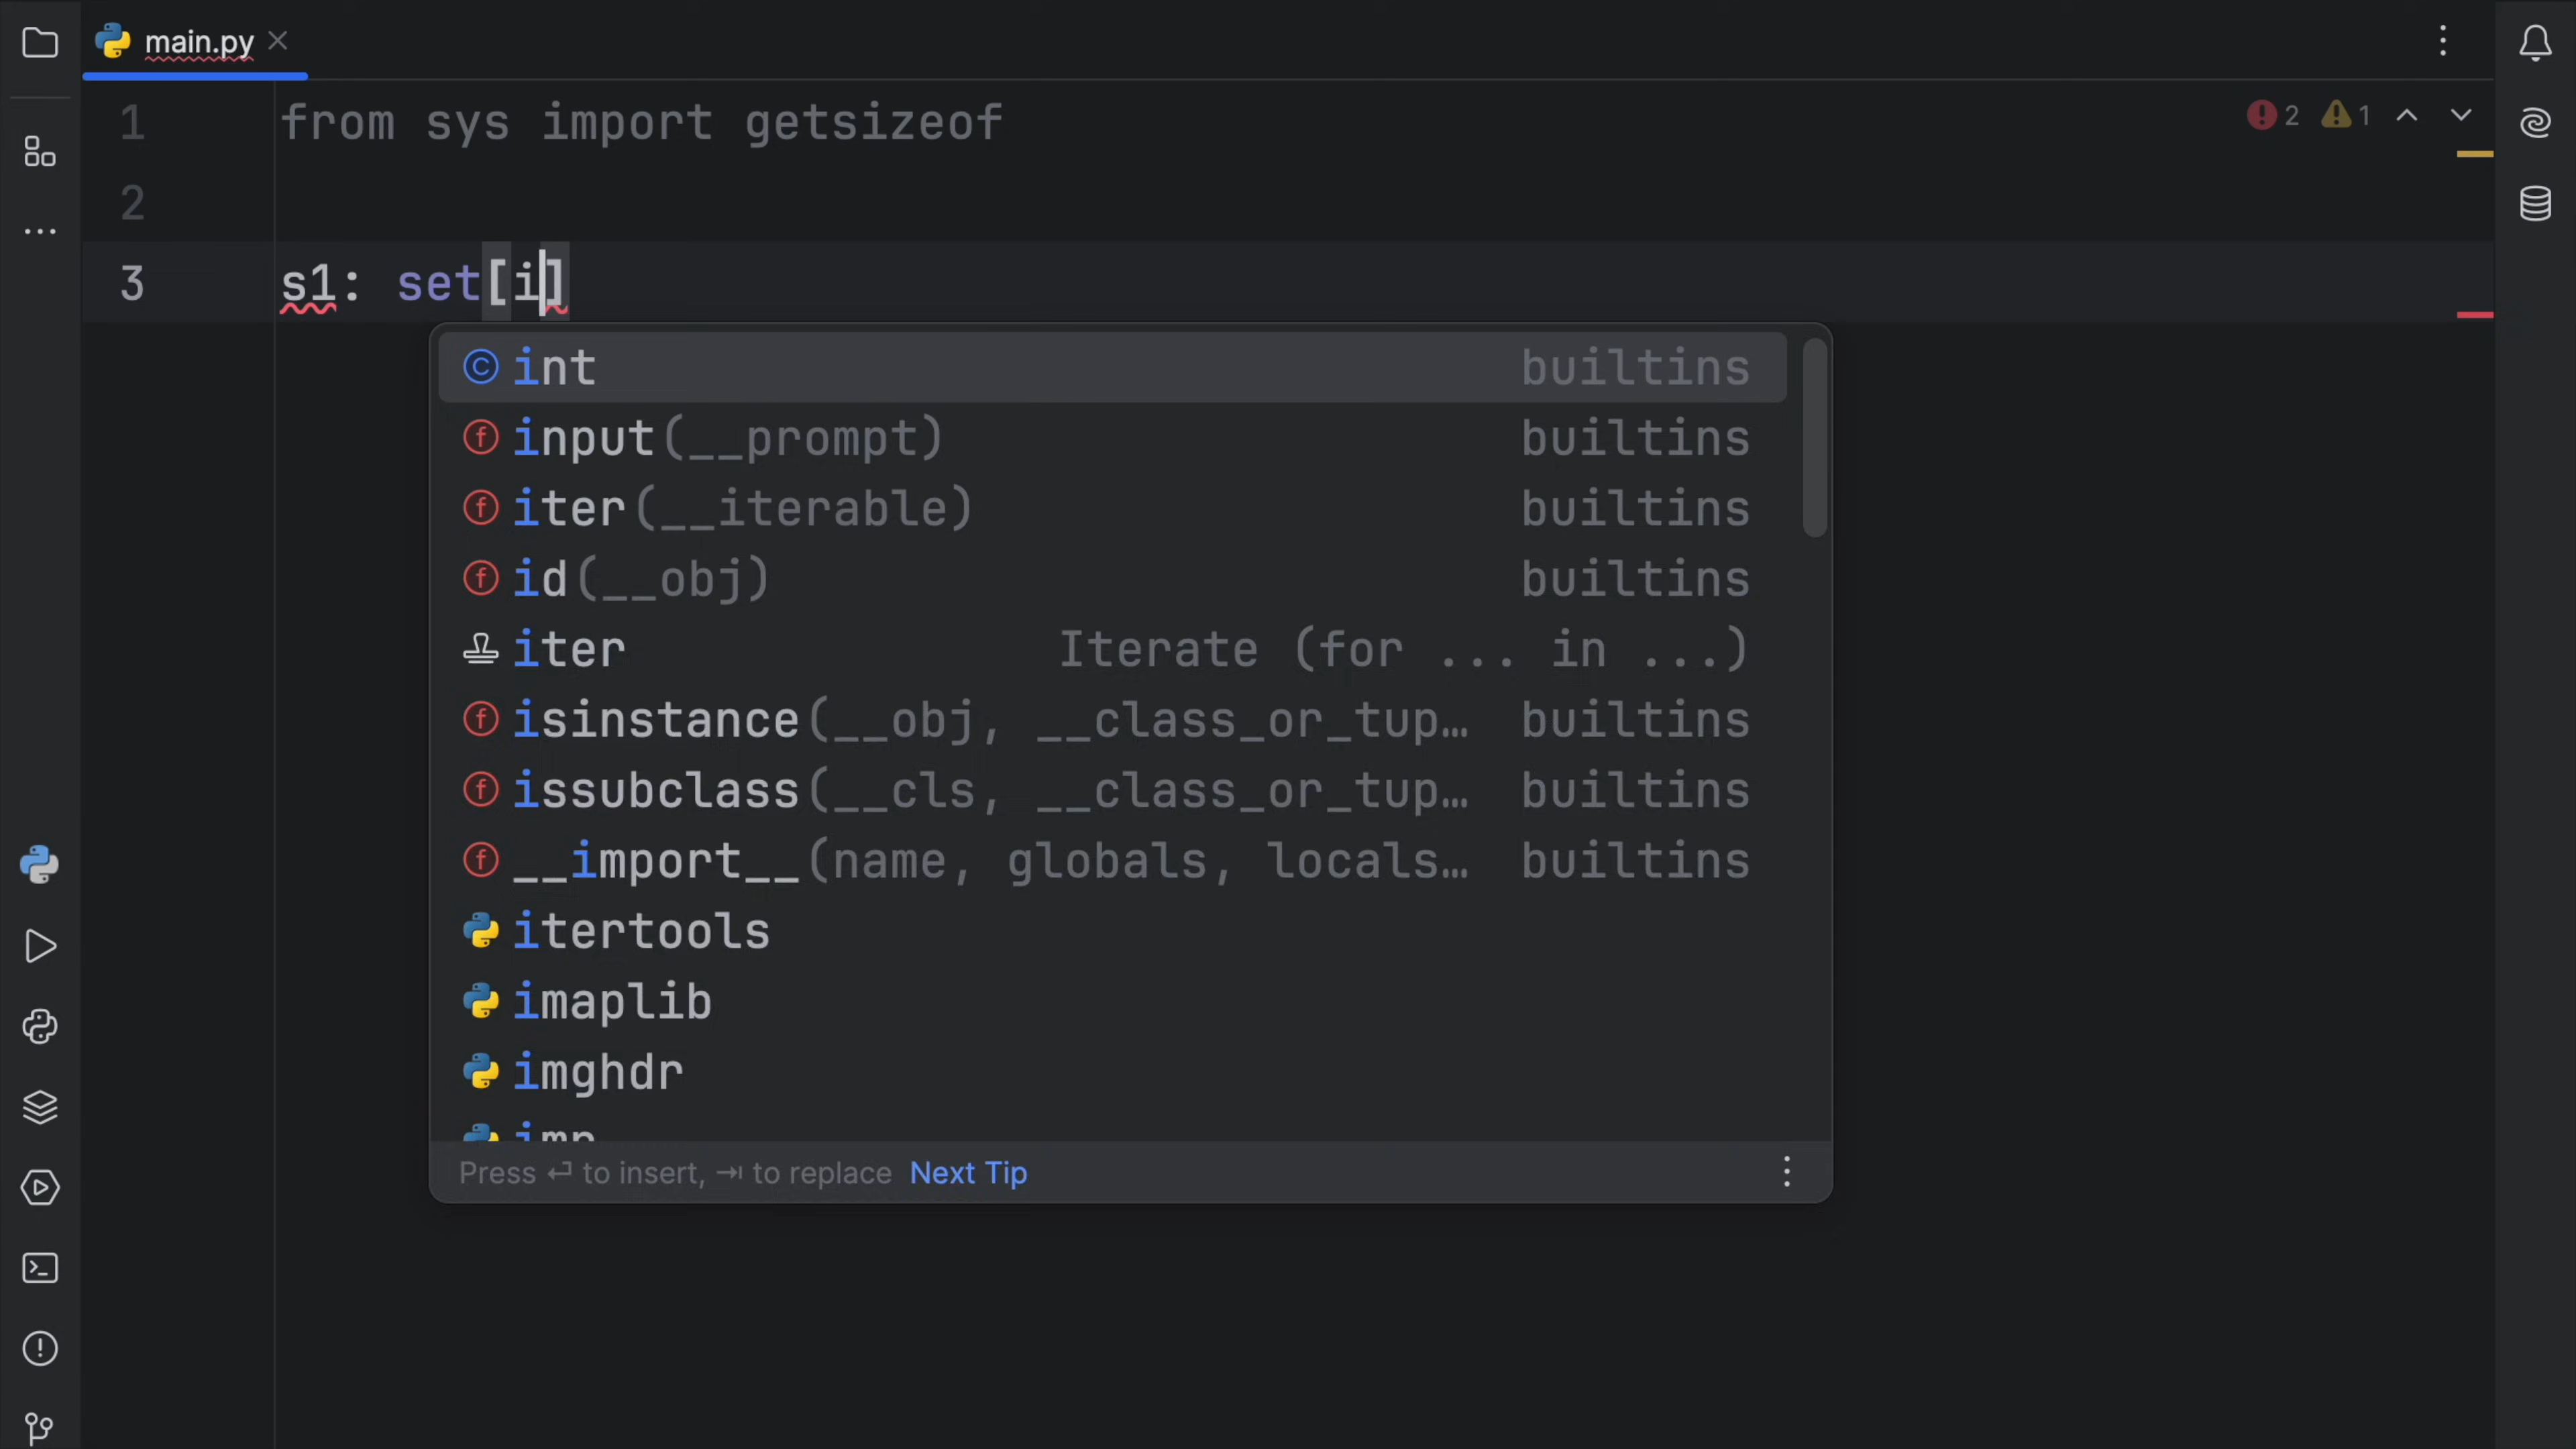 main.py
1 from sys import getsizeof
2 1
2
3 s1: set[i]
int builtins
input(__prompt) builtins
iter(__iterable) builtins
id(__obj) builtins
iter Iterate (for ... in ...)
isinstance(__obj, __class_or_tup… builtins
issubclass(__cls, __class_or_tup… builtins
__import__(name, globals, locals… builtins
itertools
imaplib
imghdr
imp
Press ↵ to insert, ⇥ to replace Next Tip